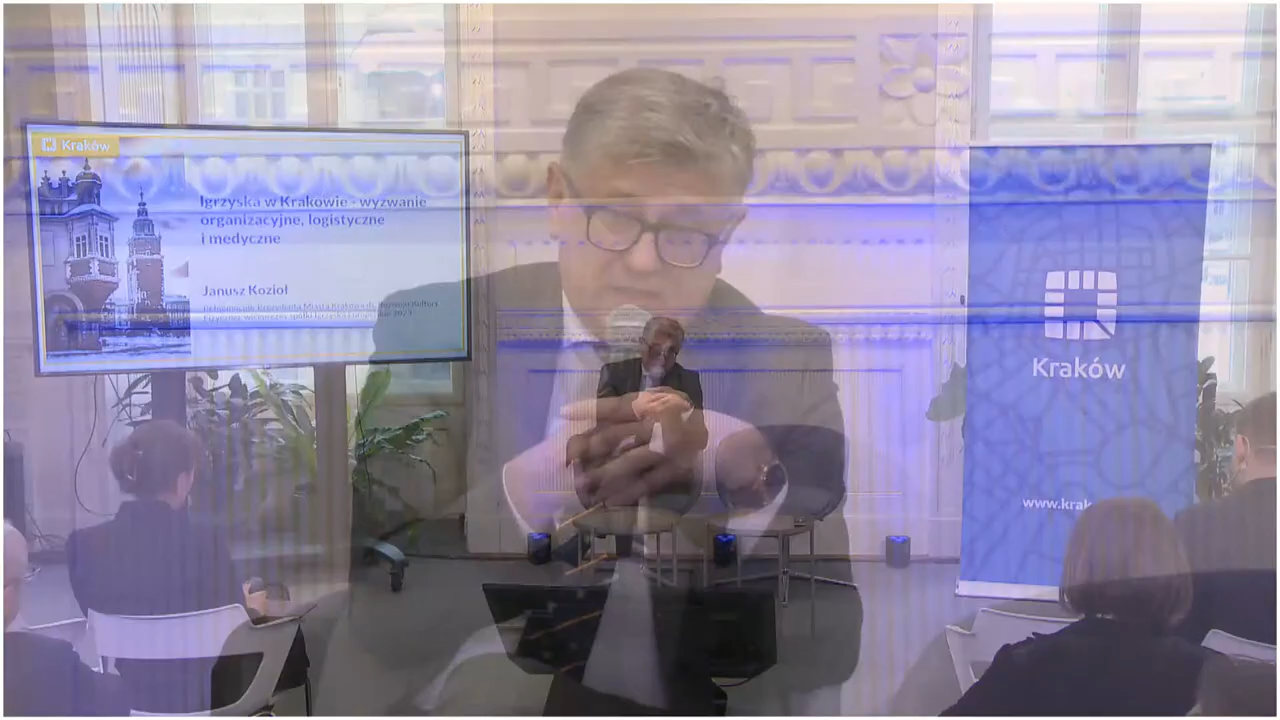 Kraków
Igrzyska w Krakowie - wyzwanie
organizacyjne, logistyczne
i medyczne
Janusz Kozioł
Kraków
www.krak